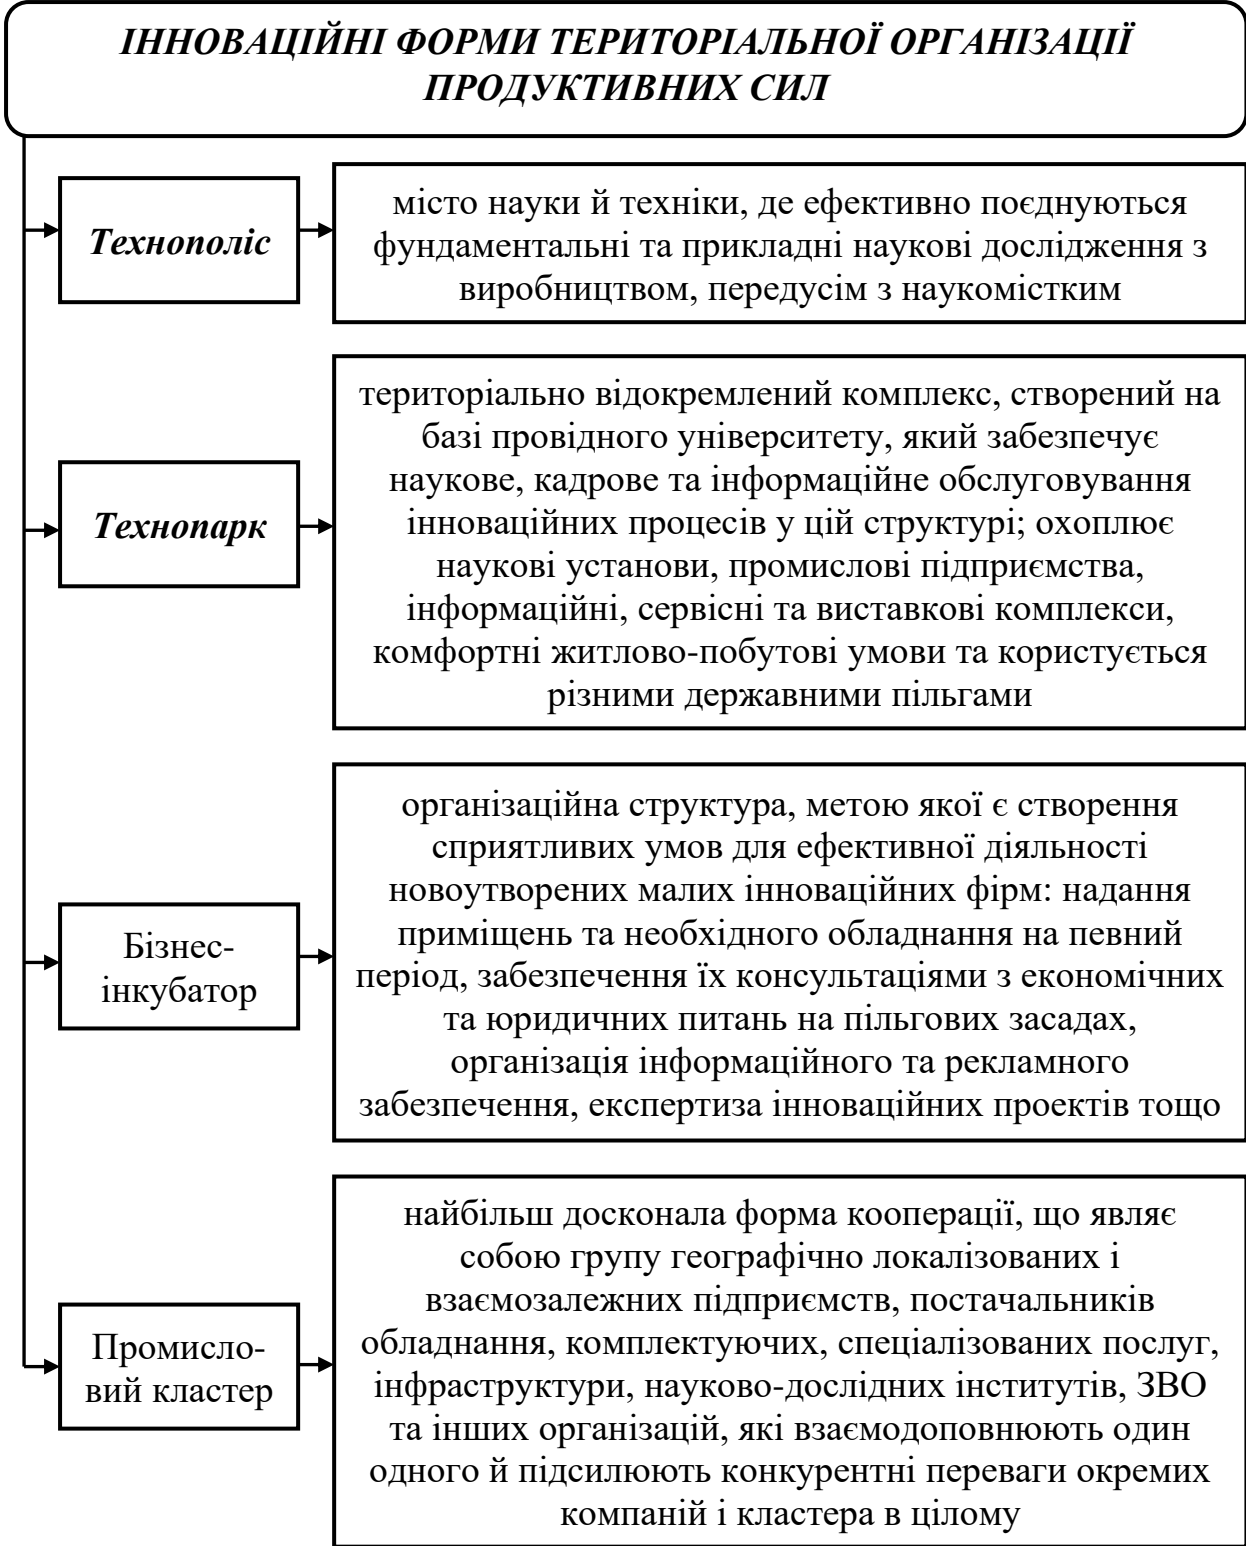 ІННОВАЦІЙНІ ФОРМИ ТЕРИТОРІАЛЬНОЇ ОРГАНІЗАЦІЇ
ПРОДУКТИВНИХ СИЛ
Технополіс
місто науки й техніки, де ефективно поєднуються
фундаментальні та прикладні наукові дослідження з
виробництвом, передусім з наукомістким
Технопарк
територіально відокремлений комплекс, створений на
базі провідного університету, який забезпечує
наукове, кадрове та інформаційне обслуговування
інноваційних процесів у цій структурі; охоплює
наукові установи, промислові підприємства,
інформаційні, сервісні та виставкові комплекси,
комфортні житлово-побутові умови та користується
різними державними пільгами
Бізнес-
інкубатор
організаційна структура, метою якої є створення
сприятливих умов для ефективної діяльності
новоутворених малих інноваційних фірм: надання
приміщень та необхідного обладнання на певний
період, забезпечення їх консультаціями з економічних
та юридичних питань на пільгових засадах,
організація інформаційного та рекламного
забезпечення, експертиза інноваційних проектів тощо
Промисло-
вий кластер
найбільш досконала форма кооперації, що являє
собою групу географічно локалізованих і
взаємозалежних підприємств, постачальників
обладнання, комплектуючих, спеціалізованих послуг,
інфраструктури, науково-дослідних інститутів, ЗВО
та інших організацій, які взаємодоповнюють один
одного й підсилюють конкурентні переваги окремих
компаній і кластера в цілому